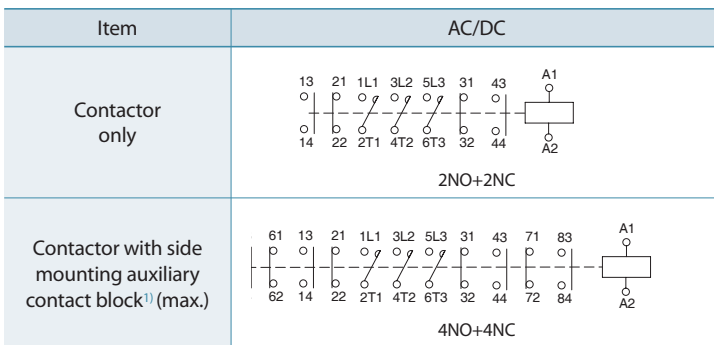 Item AC/DC
Contactor
only
13 21 1L1 3L2 5L3 31 43 A1
14 22 2T1 4T2 6T3 32 44 A2
2NO+2NC
Contactor with side
mounting auxiliary
contact block1) (max.)
61 13 21 1L1 3L2 5L3 31 43 71 83 A1
62 14 22 2T1 4T2 6T3 32 44 72 84 A2
4NO+4NC